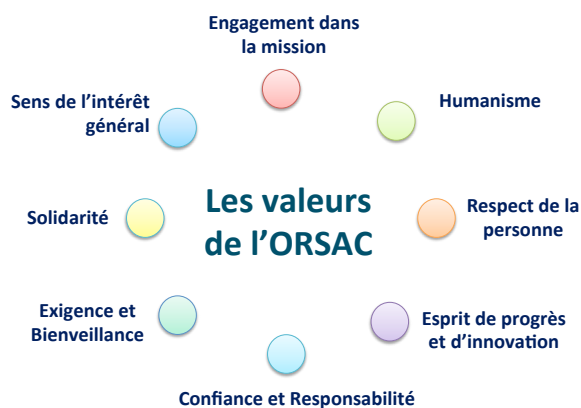 Engagement dans
la mission
Humanisme
Sens de l’intérêt
général
Les valeurs
de l’ORSAC
Solidarité
Respect de la
personne
Exigence et
Bienveillance
Esprit de progrès
et d’innovation
Confiance et Responsabilité